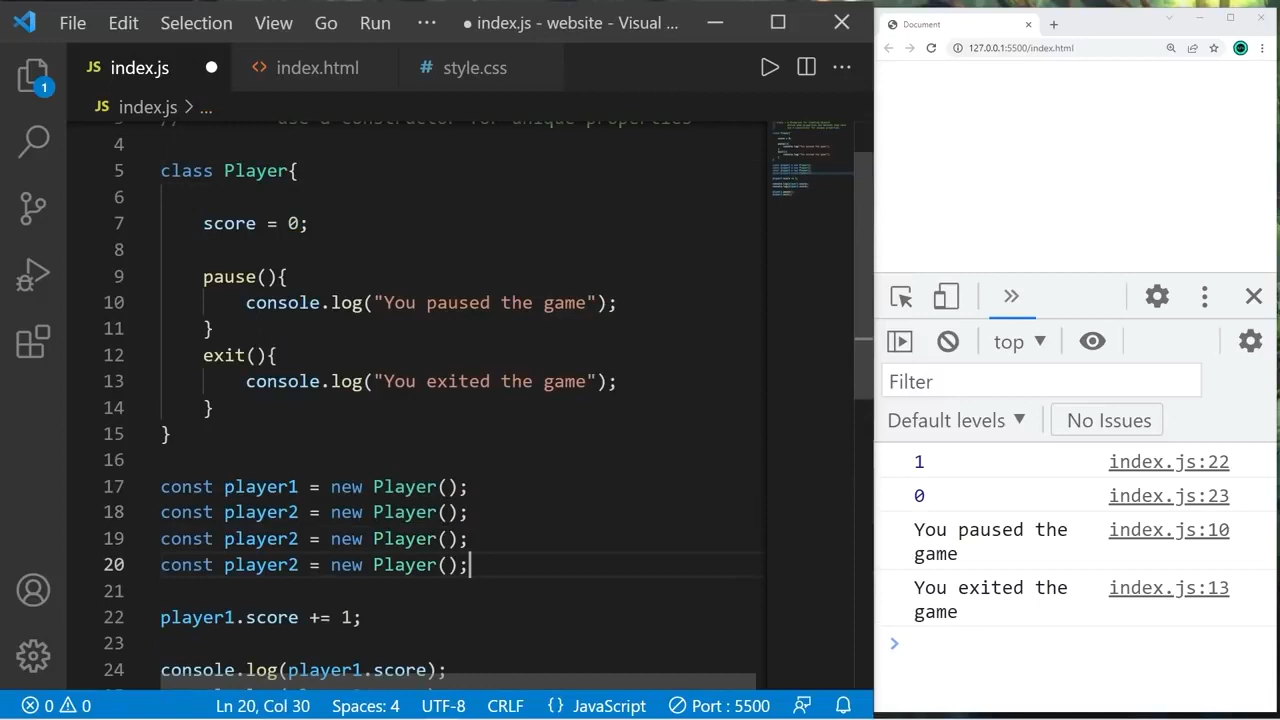 File Edit Selection View Go Run ··· ● index.js - website - Visual ...
JS index.js ● <> index.html # style.css
JS index.js > ...
3 // use a constructor for unique properties
4
5 class Player{
6
7 score = 0;
8
9 pause(){
10 console.log("You paused the game");
11 }
12 exit(){
13 console.log("You exited the game");
14 }
15 }
16
17 const player1 = new Player();
18 const player2 = new Player();
19 const player2 = new Player();
20 const player2 = new Player();
21
22 player1.score += 1;
23
24 console.log(player1.score);
1
0 0 Ln 20, Col 30 Spaces: 4 UTF-8 CRLF {} JavaScript Port : 5500
Document
127.0.0.1:5500/index.html
top
Filter
Default levels No Issues
1 index.js:22
0 index.js:23
You paused the index.js:10
game
You exited the index.js:13
game